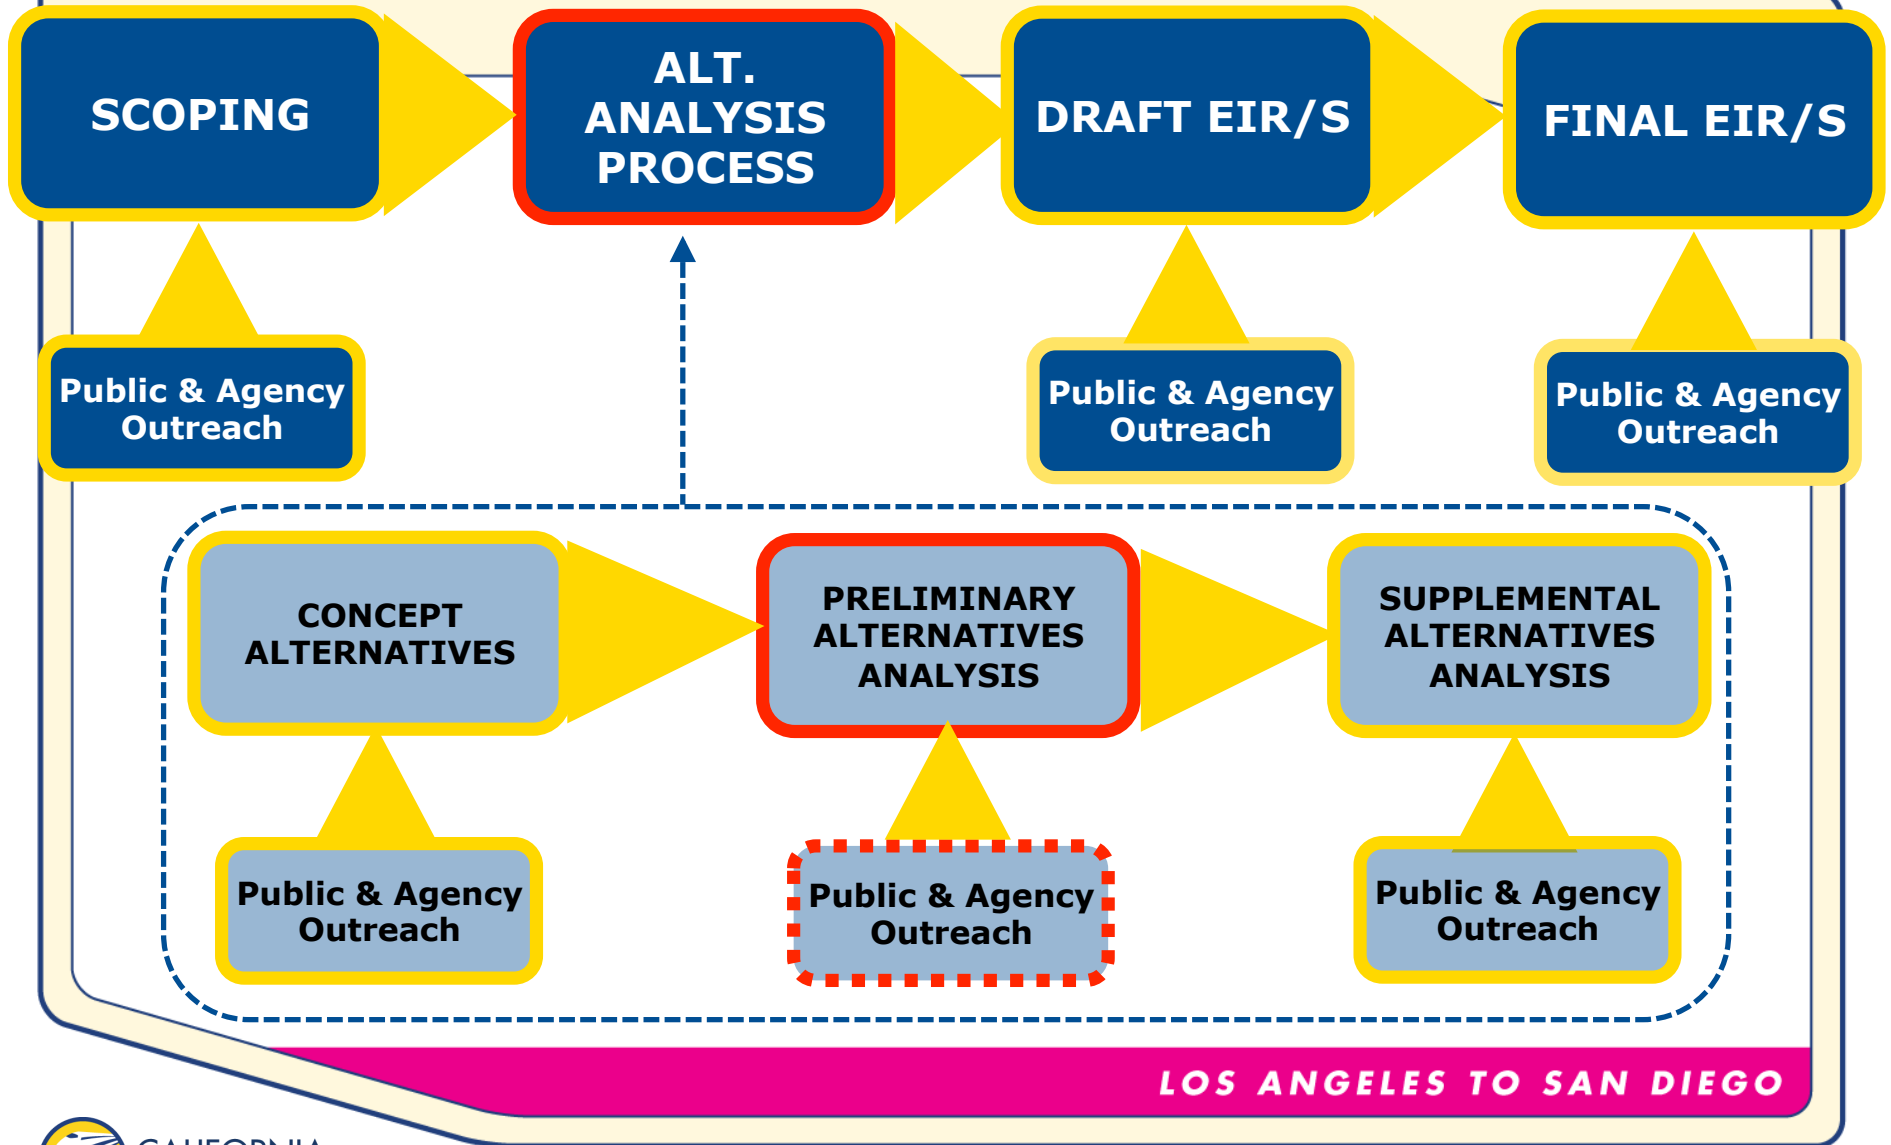 SCOPING
ALT.
ANALYSIS
PROCESS
DRAFT EIR/S
FINAL EIR/S
Public & Agency
Outreach
Public & Agency
Outreach
Public & Agency
Outreach
CONCEPT
ALTERNATIVES
PRELIMINARY
ALTERNATIVES
ANALYSIS
SUPPLEMENTAL
ALTERNATIVES
ANALYSIS
Public & Agency
Outreach
Public & Agency
Outreach
Public & Agency
Outreach
LOS ANGELES TO SAN DIEGO
CALIFORNIA